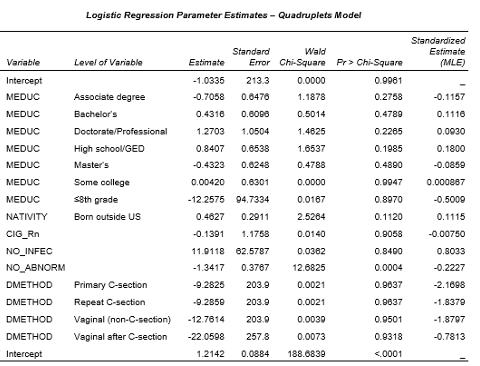 Logistic Regression Parameter Estimates – Quadruplets Model
Variable Level of Variable Estimate Standard Error Wald Chi-Square Pr > Chi-Square Standardized Estimate (MLE)
Intercept -1.0335 213.3 0.0000 0.9961 _
MEDUC Associate degree -0.7058 0.6476 1.1878 0.2758 -0.1157
MEDUC Bachelor's 0.4316 0.6096 0.5014 0.4789 0.1116
MEDUC Doctorate/Professional 1.2703 1.0504 1.4625 0.2265 0.0930
MEDUC High school/GED 0.8407 0.6538 1.6537 0.1985 0.1800
MEDUC Master's -0.4323 0.6248 0.4788 0.4890 -0.0859
MEDUC Some college 0.00420 0.6301 0.0000 0.9947 0.000867
MEDUC ≤8th grade -12.2575 94.7334 0.0167 0.8970 -0.5009
NATIVITY Born outside US 0.4627 0.2911 2.5264 0.1120 0.1115
CIG_Rn -0.1391 1.1758 0.0140 0.9058 -0.00750
NO_INFEC 11.9118 62.5787 0.0362 0.8490 0.8033
NO_ABNORM -1.3417 0.3767 12.6825 0.0004 -0.2227
DMETHOD Primary C-section -9.2825 203.9 0.0021 0.9637 -2.1698
DMETHOD Repeat C-section -9.2859 203.9 0.0021 0.9637 -1.8379
DMETHOD Vaginal (non-C-section) -12.7614 203.9 0.0039 0.9501 -1.8797
DMETHOD Vaginal after C-section -22.0598 257.8 0.0073 0.9318 -0.7813
Intercept 1.2142 0.0884 188.6839 <.0001 _